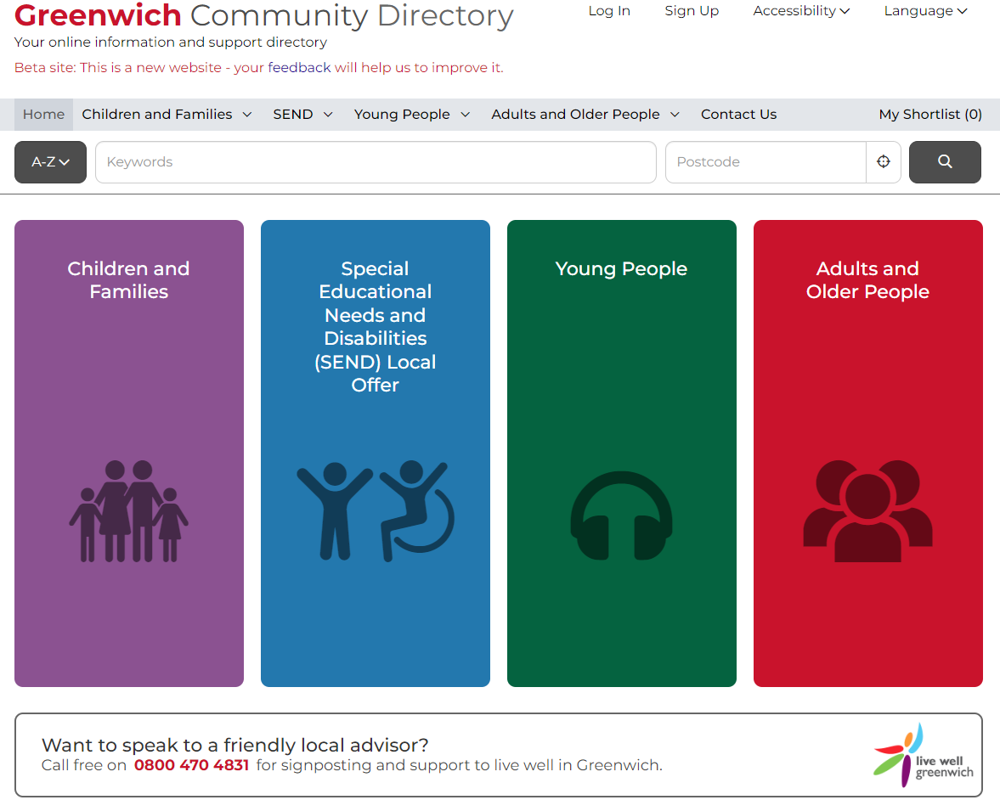 Greenwich Community Directory
Log In Sign Up Accessibility Language
Your online information and support directory
Beta site: This is a new website - your feedback will help us to improve it.
Home Children and Families SEND Young People Adults and Older People Contact Us My Shortlist (0)
A-Z Keywords Postcode
Children and
Families
Special
Educational
Needs and
Disabilities
(SEND) Local
Offer
Young People
Adults and
Older People
Want to speak to a friendly local advisor?
Call free on 0800 470 4831 for signposting and support to live well in Greenwich.
live well
greenwich